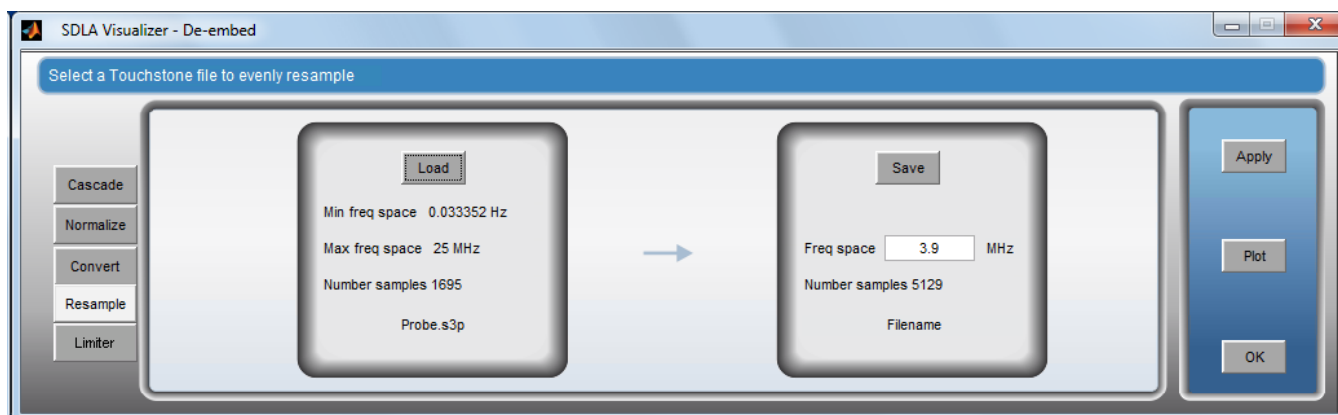 SDLA Visualizer - De-embed
Select a Touchstone file to evenly resample
Cascade
Normalize
Convert
Resample
Limiter
Load
Min freq space 0.033352 Hz
Max freq space 25 MHz
Number samples 1695
Probe.s3p
Save
Freq space 3.9 MHz
Number samples 5129
Filename
Apply
Plot
OK